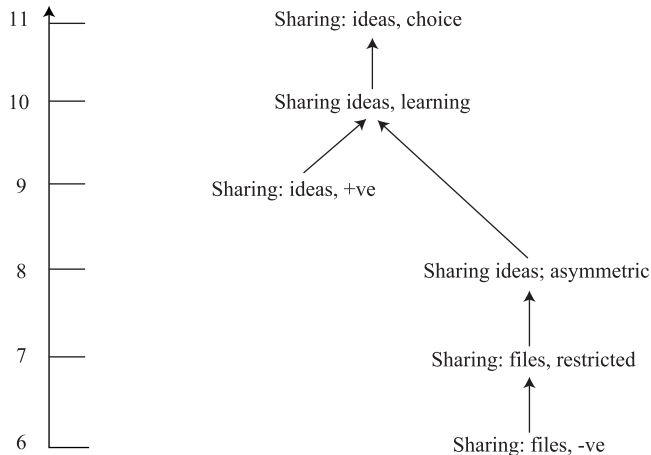 11 Sharing: ideas, choice
10 Sharing ideas, learning
9 Sharing: ideas, +ve
8 Sharing ideas; asymmetric
7 Sharing: files, restricted
6 Sharing: files, -ve